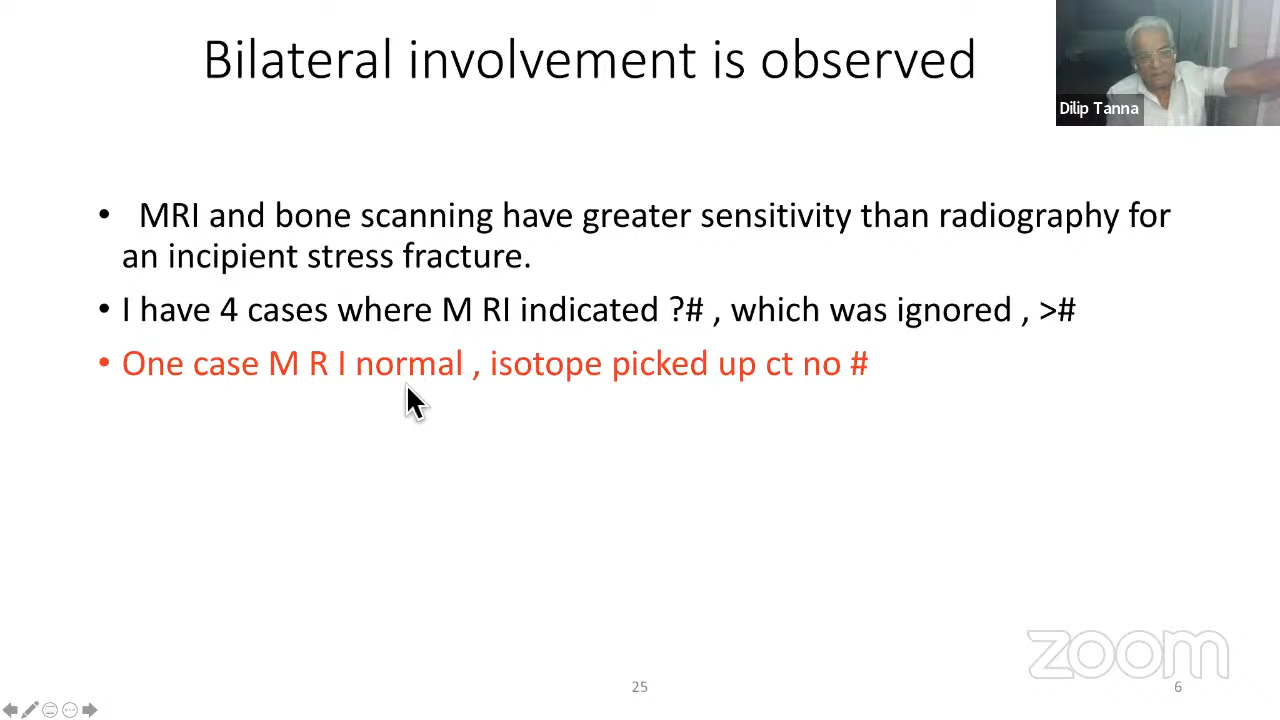 Bilateral involvement is observed
Dilip Tanna
• MRI and bone scanning have greater sensitivity than radiography for
an incipient stress fracture.
• I have 4 cases where M RI indicated ?# , which was ignored , >#
• One case M R I normal , isotope picked up ct no #
zoom
25
6